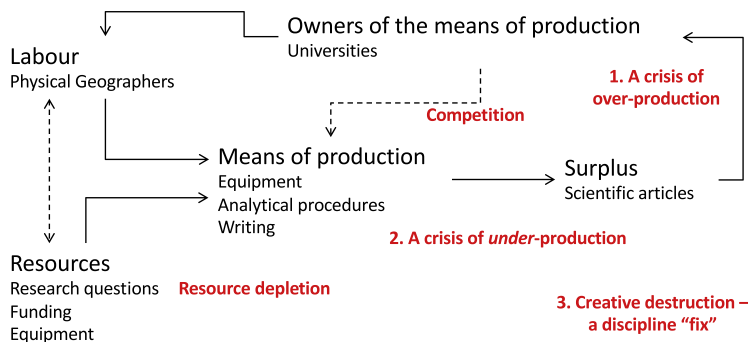 Owners of the means of production
Universities
Labour
Physical Geographers
1. A crisis of
over-production
Competition
Means of production
Equipment
Analytical procedures
Writing
Surplus
Scientific articles
2. A crisis of under-production
Resources
Research questions
Funding
Equipment
Resource depletion
3. Creative destruction –
a discipline “fix”